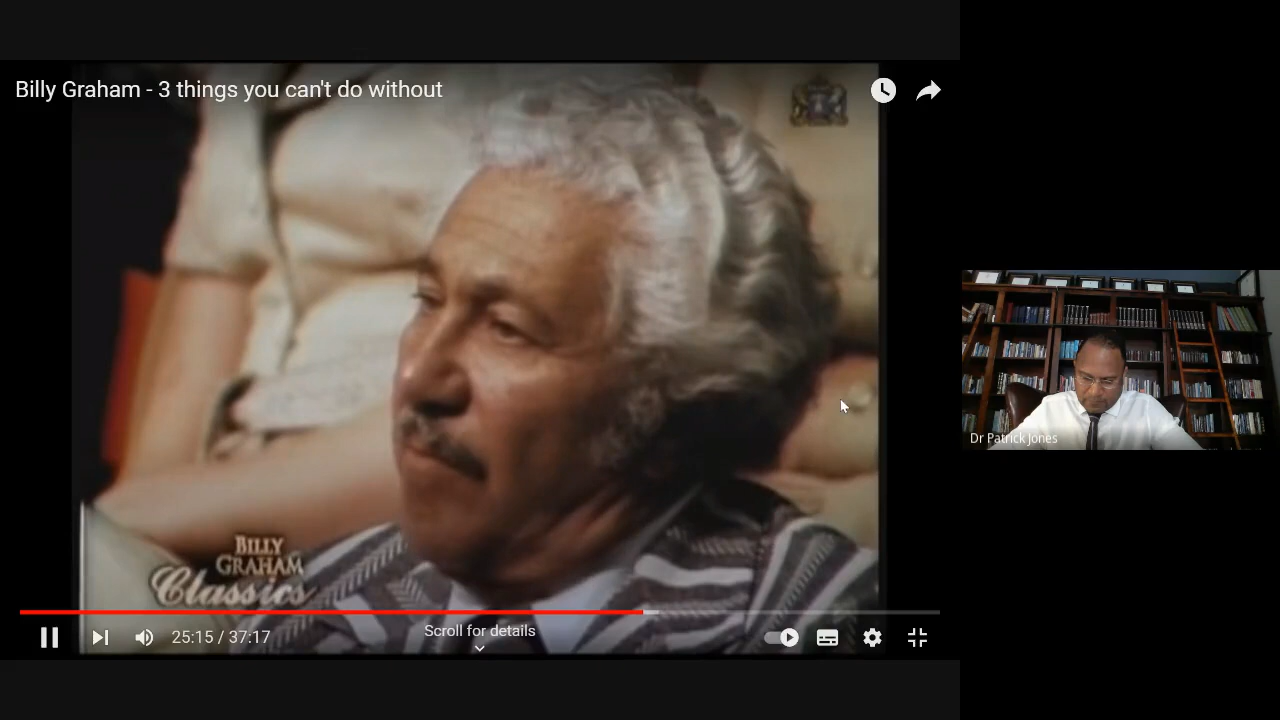 Billy Graham - 3 things you can't do without
BILLY
GRAHAM
Classics
25:15 / 37:17
Scroll for details
Dr Patrick Jones